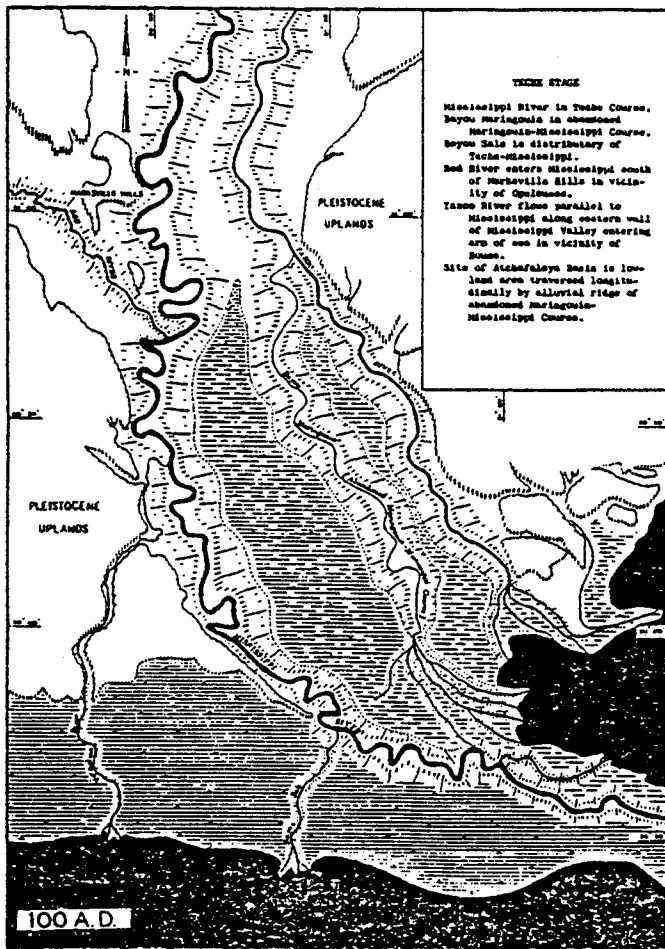 TECHE STAGE
Mississippi River in Teche Course.
Bayou Maringouin in abandoned
Maringouin-Mississippi Course.
Bayou Sale is distributary of
Teche-Mississippi.
Red River enters Mississippi south
of Marksville Hills in vicin-
ity of Opelousas.
Yazoo River flows parallel to
Mississippi along eastern wall
of Mississippi Valley entering
arm of sea in vicinity of
Houma.
Site of Atchafalaya Basin is low-
land area traversed longitu-
dinally by alluvial ridge of
abandoned Maringouin-
Mississippi Course.
-N-
MARKSVILLE HILLS
PLEISTOCENE
UPLANDS
PLEISTOCENE
UPLANDS
100 A.D.